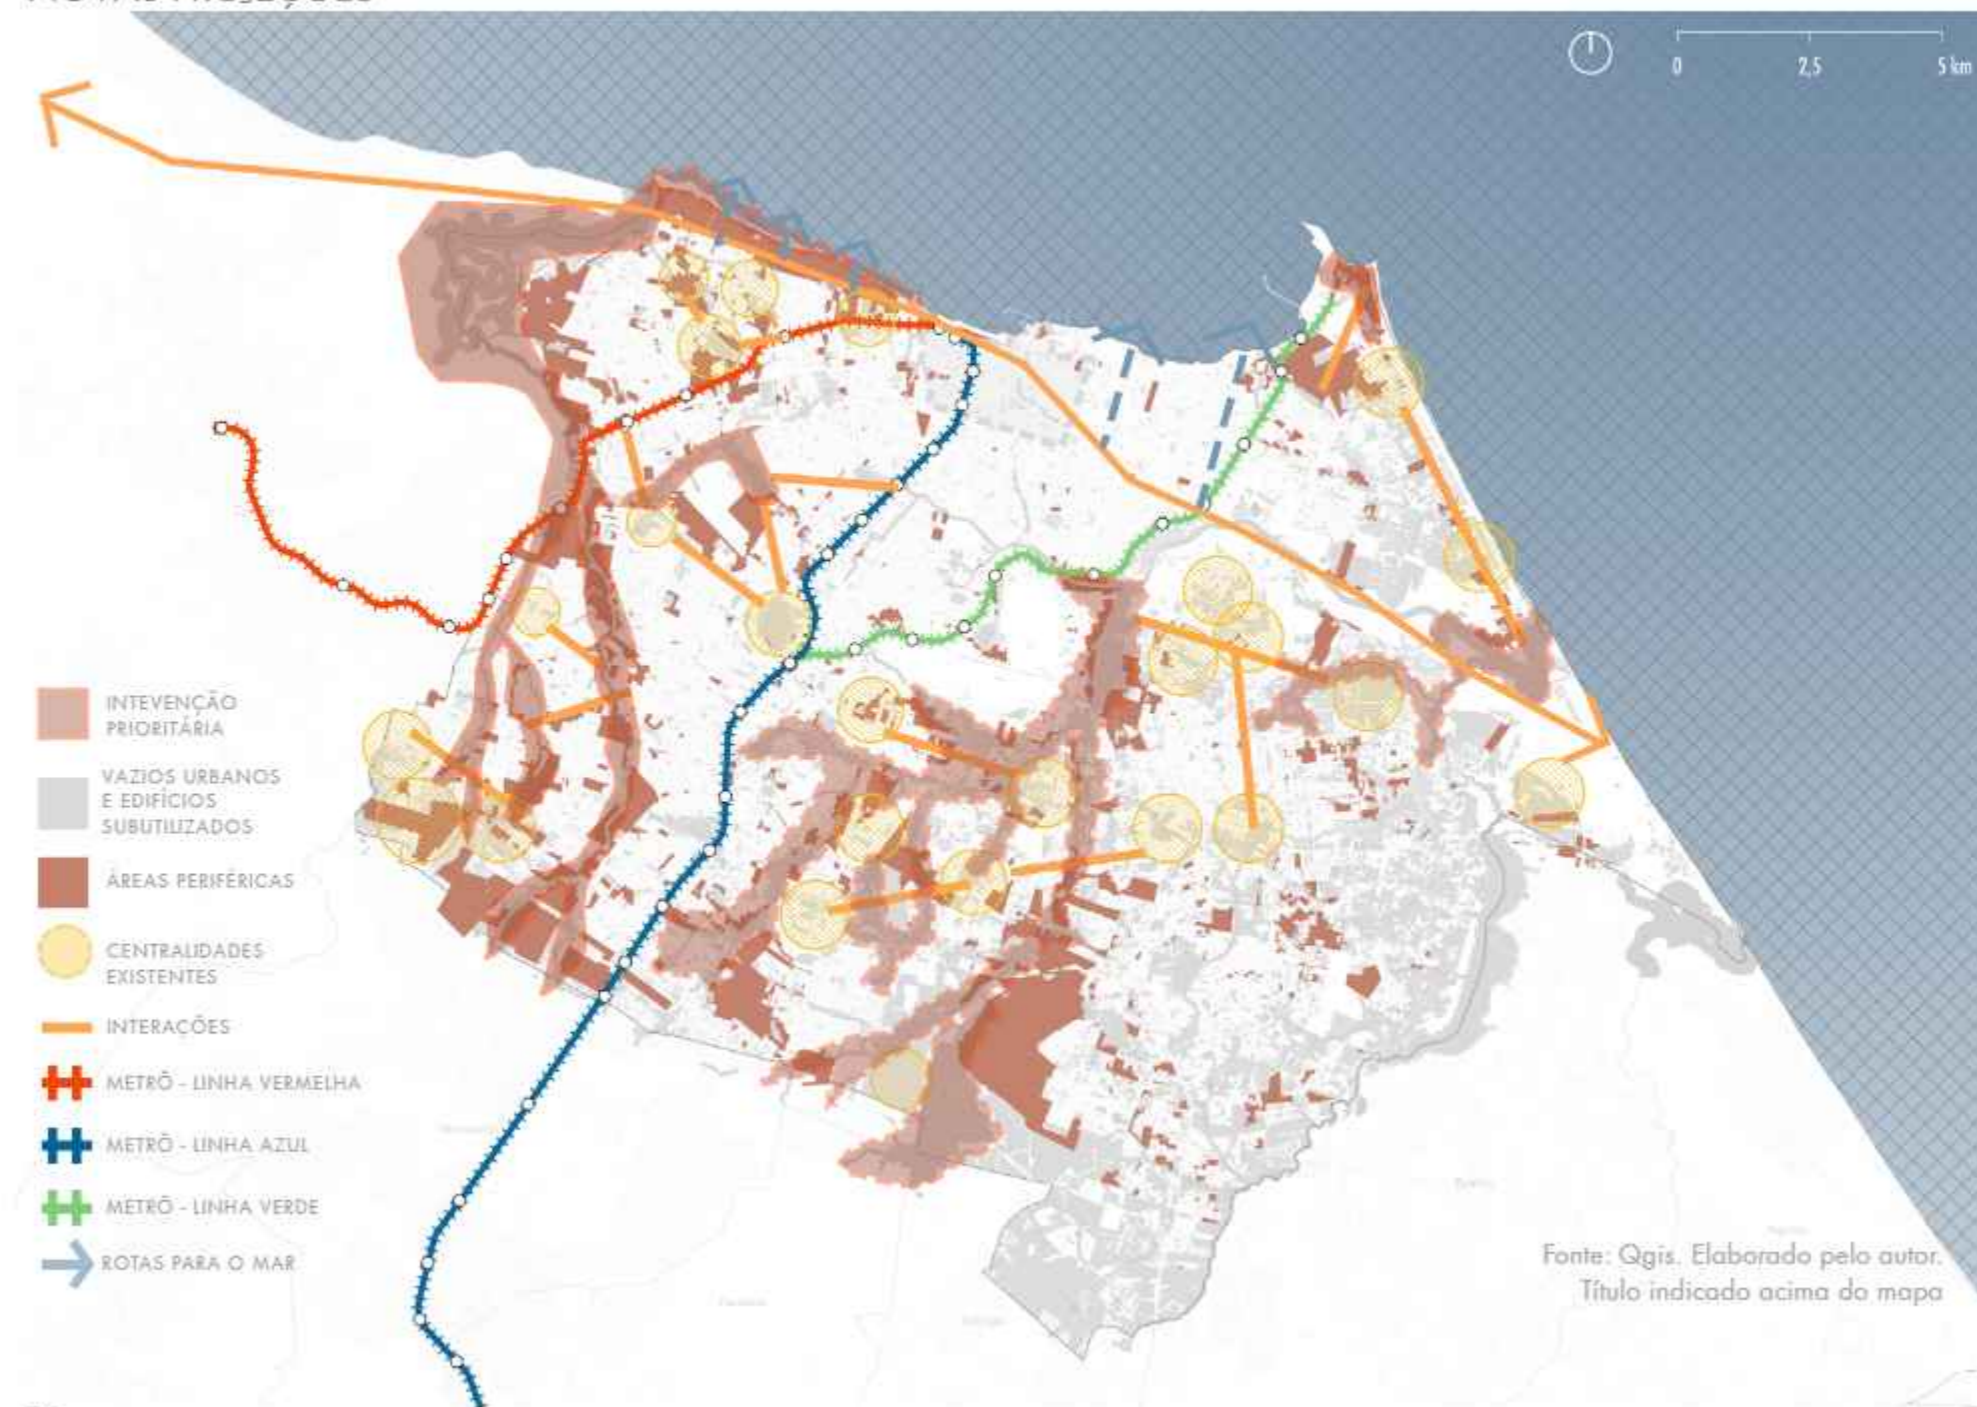 0 2,5 5 km
INTEVENÇÃO
PRIORITÁRIA
VAZIOS URBANOS
E EDIFÍCIOS
SUBUTILIZADOS
ÁREAS PERIFÉRICAS
CENTRALIDADES
EXISTENTES
INTERACÕES
METRÔ - LINHA VERMELHA
METRÔ - LINHA AZUL
METRÔ - LINHA VERDE
ROTAS PARA O MAR
Fonte: Qgis. Elaborado pelo autor.
Título indicado acima do mapa